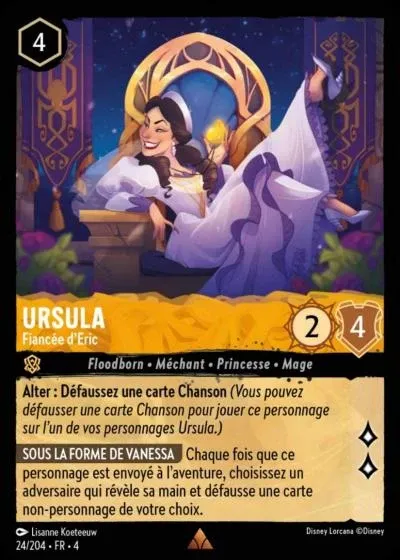 4
URSULA
Fiancée d'Eric
2
4
Floodborn • Méchant • Princesse • Mage
Alter : Défaussez une carte Chanson (Vous pouvez
défausser une carte Chanson pour jouer ce personnage
sur l'un de vos personnages Ursula.)
SOUS LA FORME DE VANESSA Chaque fois que ce
personnage est envoyé à l'aventure, choisissez un
adversaire qui révèle sa main et défausse une carte
non-personnage de votre choix.
Lisanne Koeteeuw
24/204 • FR • 4
Disney Lorcana ©Disney